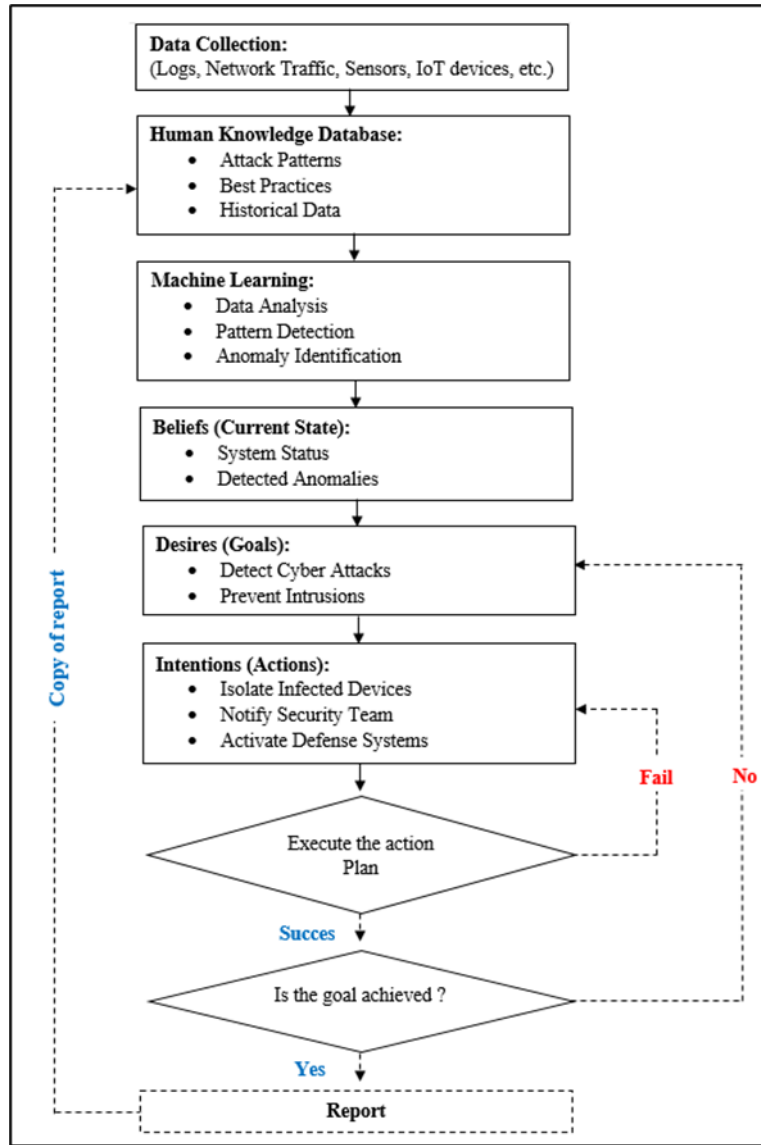 Data Collection:
(Logs, Network Traffic, Sensors, IoT devices, etc.)
Human Knowledge Database:
• Attack Patterns
• Best Practices
• Historical Data
Machine Learning:
• Data Analysis
• Pattern Detection
• Anomaly Identification
Beliefs (Current State):
• System Status
• Detected Anomalies
Desires (Goals):
• Detect Cyber Attacks
• Prevent Intrusions
Copy of report
Intentions (Actions):
• Isolate Infected Devices
• Notify Security Team
• Activate Defense Systems
Fail
No
Execute the action
Plan
Succes
Is the goal achieved ?
Yes
Report